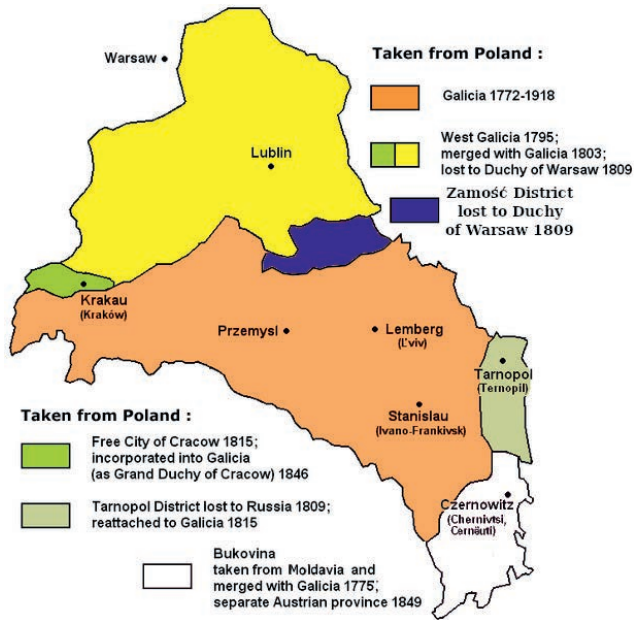 Warsaw
Taken from Poland :
Galicia 1772-1918
West Galicia 1795;
merged with Galicia 1803;
lost to Duchy of Warsaw 1809
Lublin
Zamość District
lost to Duchy
of Warsaw 1809
Krakau
(Kraków)
Przemysl
Lemberg
(L'viv)
Tarnopol
(Ternopil)
Stanislau
(Ivano-Frankivsk)
Taken from Poland :
Free City of Cracow 1815;
incorporated into Galicia
(as Grand Duchy of Cracow) 1846
Tarnopol District lost to Russia 1809;
reattached to Galicia 1815
Czernowitz
(Chernivtsi,
Cernăuti)
Bukovina
taken from Moldavia and
merged with Galicia 1775;
separate Austrian province 1849